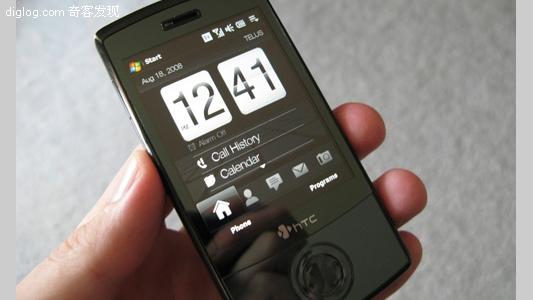 diglog.com 奇客发现
Start
TELUS
Aug 18, 2008
12 41
PM
Alarm Off
Call History
Calendar
Phone
Programs
hTC